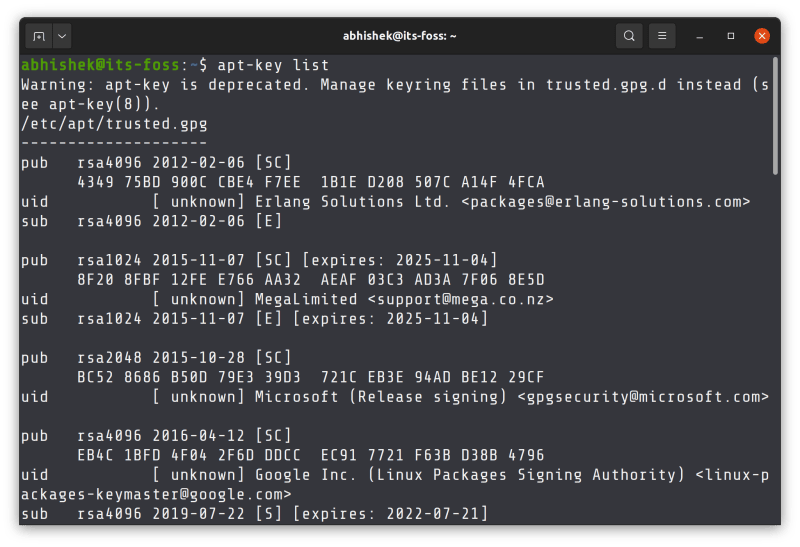 abhishek@its-foss: ~
abhishek@its-foss:~$ apt-key list
Warning: apt-key is deprecated. Manage keyring files in trusted.gpg.d instead (s
ee apt-key(8)).
/etc/apt/trusted.gpg
--------------------
pub   rsa4096 2012-02-06 [SC]
      4349 75BD 900C CBE4 F7EE  1B1E D208 507C A14F 4FCA
uid           [ unknown] Erlang Solutions Ltd. <packages@erlang-solutions.com>
sub   rsa4096 2012-02-06 [E]

pub   rsa1024 2015-11-07 [SC] [expires: 2025-11-04]
      8F20 8FBF 12FE E766 AA32  AEAF 03C3 AD3A 7F06 8E5D
uid           [ unknown] MegaLimited <support@mega.co.nz>
sub   rsa1024 2015-11-07 [E] [expires: 2025-11-04]

pub   rsa2048 2015-10-28 [SC]
      BC52 8686 B50D 79E3 39D3  721C EB3E 94AD BE12 29CF
uid           [ unknown] Microsoft (Release signing) <gpgsecurity@microsoft.com>

pub   rsa4096 2016-04-12 [SC]
      EB4C 1BFD 4F04 2F6D DDCC  EC91 7721 F63B D38B 4796
uid           [ unknown] Google Inc. (Linux Packages Signing Authority) <linux-p
ackages-keymaster@google.com>
sub   rsa4096 2019-07-22 [S] [expires: 2022-07-21]